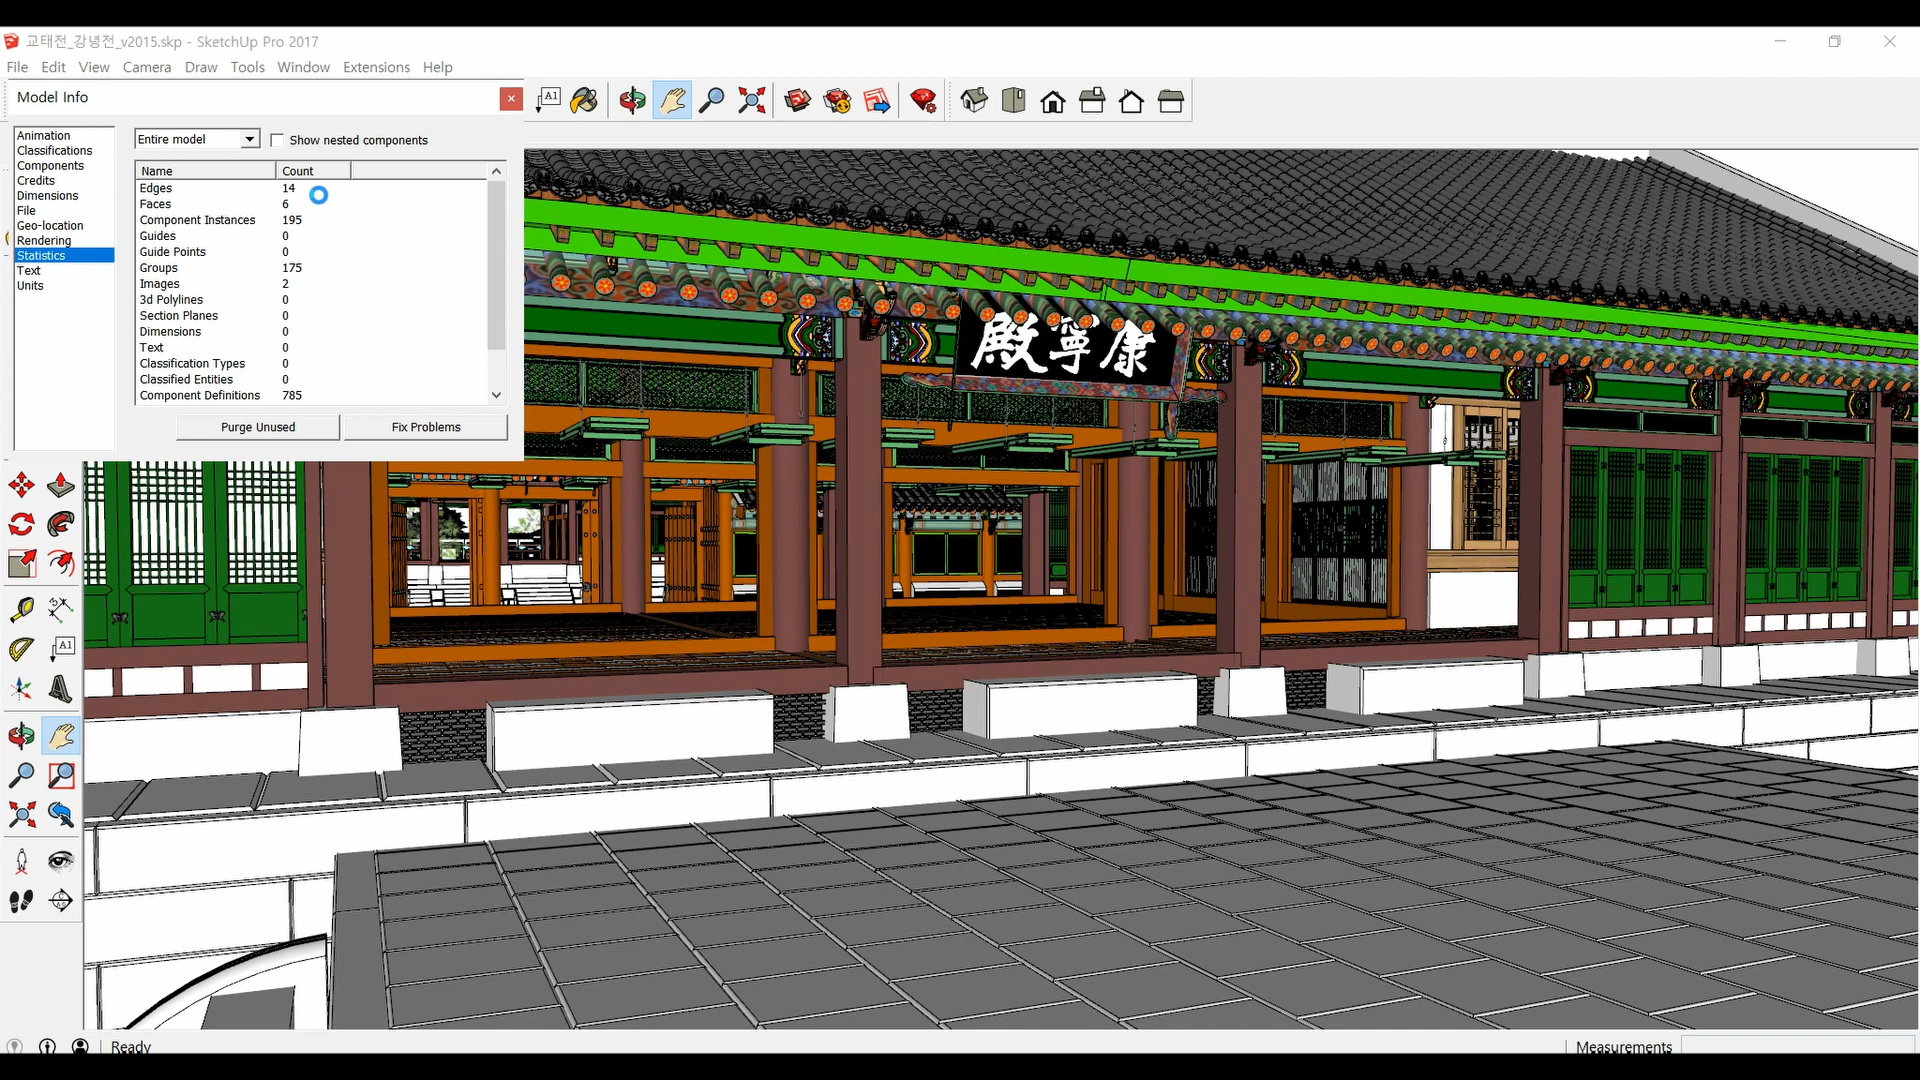 교태전_강녕전_v2015.skp - SketchUp Pro 2017
File Edit View Camera Draw Tools Window Extensions Help
Model Info
Animation
Classifications
Components
Credits
Dimensions
File
Geo-location
Rendering
Statistics
Text
Units
Entire model
Show nested components
Name Count
Edges 14
Faces 6
Component Instances 195
Guides 0
Guide Points 0
Groups 175
Images 2
3d Polylines 0
Section Planes 0
Dimensions 0
Text 0
Classification Types 0
Classified Entities 0
Component Definitions 785
Purge Unused Fix Problems
A1
殿寧康
A1
Ready
Measurements